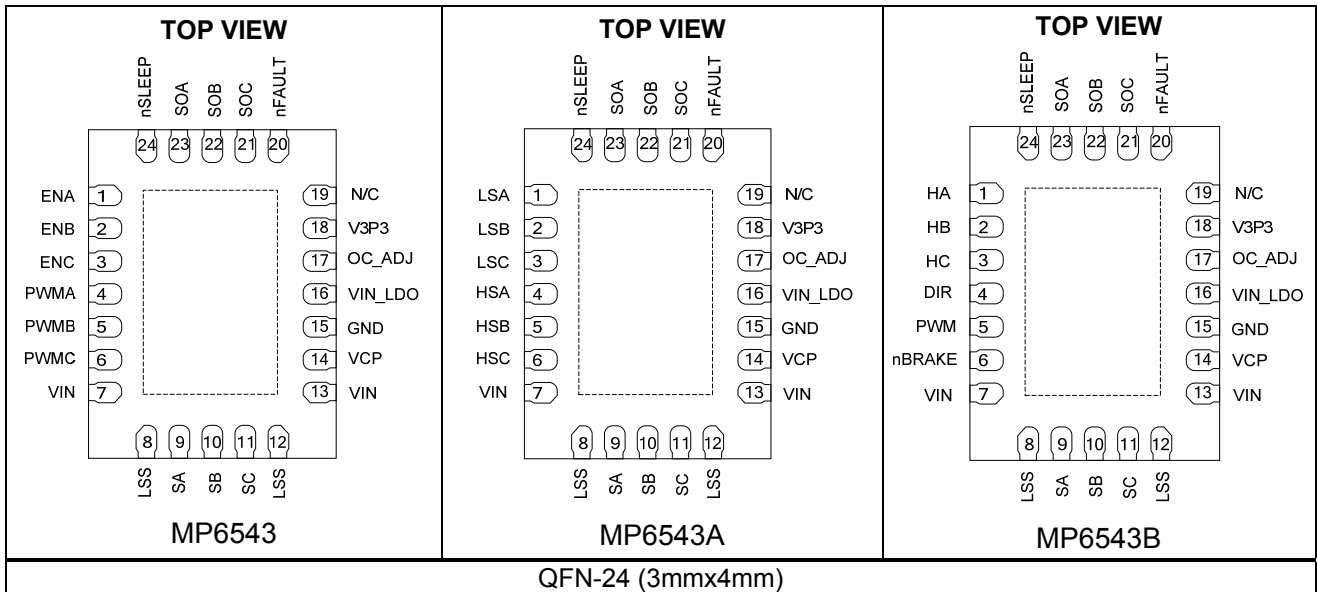 TOP VIEW
nSLEEP SOA SOB SOC nFAULT
24 23 22 21 20
ENA 1 19 N/C
ENB 2 18 V3P3
ENC 3 17 OC_ADJ
PWMA 4 16 VIN_LDO
PWMB 5 15 GND
PWMC 6 14 VCP
VIN 7 13 VIN
8 9 10 11 12
LSS SA SB SC LSS
MP6543
TOP VIEW
nSLEEP SOA SOB SOC nFAULT
24 23 22 21 20
LSA 1 19 N/C
LSB 2 18 V3P3
LSC 3 17 OC_ADJ
HSA 4 16 VIN_LDO
HSB 5 15 GND
HSC 6 14 VCP
VIN 7 13 VIN
8 9 10 11 12
LSS SA SB SC LSS
MP6543A
TOP VIEW
nSLEEP SOA SOB SOC nFAULT
24 23 22 21 20
HA 1 19 N/C
HB 2 18 V3P3
HC 3 17 OC_ADJ
DIR 4 16 VIN_LDO
PWM 5 15 GND
nBRAKE 6 14 VCP
VIN 7 13 VIN
8 9 10 11 12
LSS SA SB SC LSS
MP6543B
QFN-24 (3mmx4mm)